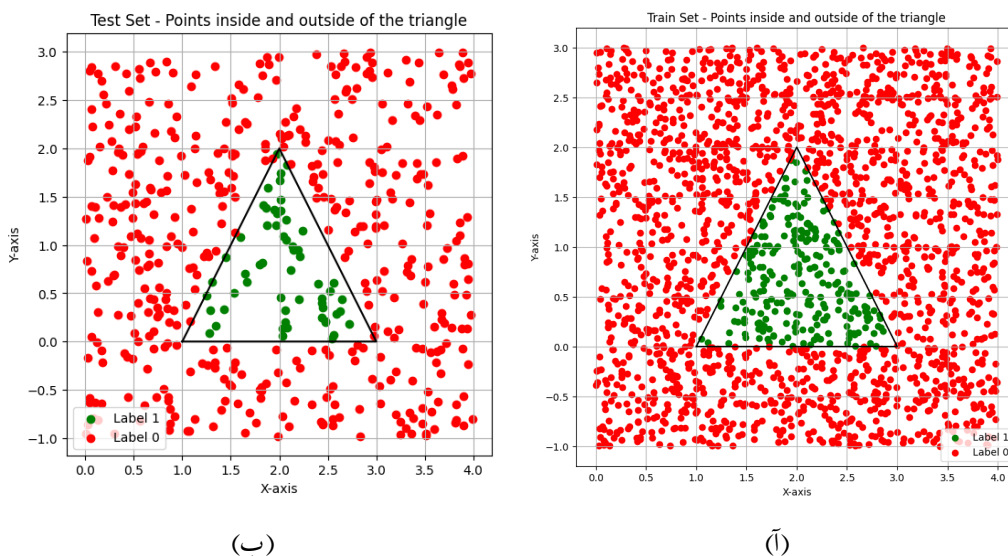 Test Set - Points inside and outside of the triangle
3.0
2.5
2.0
1.5
1.0
0.5
0.0
−0.5
−1.0
Y-axis
Label 1
Label 0
0.0 0.5 1.0 1.5 2.0 2.5 3.0 3.5 4.0
X-axis
(ب)
Train Set - Points inside and outside of the triangle
3.0
2.5
2.0
1.5
1.0
0.5
0.0
−0.5
−1.0
Y-axis
Label 1
Label 0
0.0 0.5 1.0 1.5 2.0 2.5 3.0 3.5 4.0
X-axis
(آ)